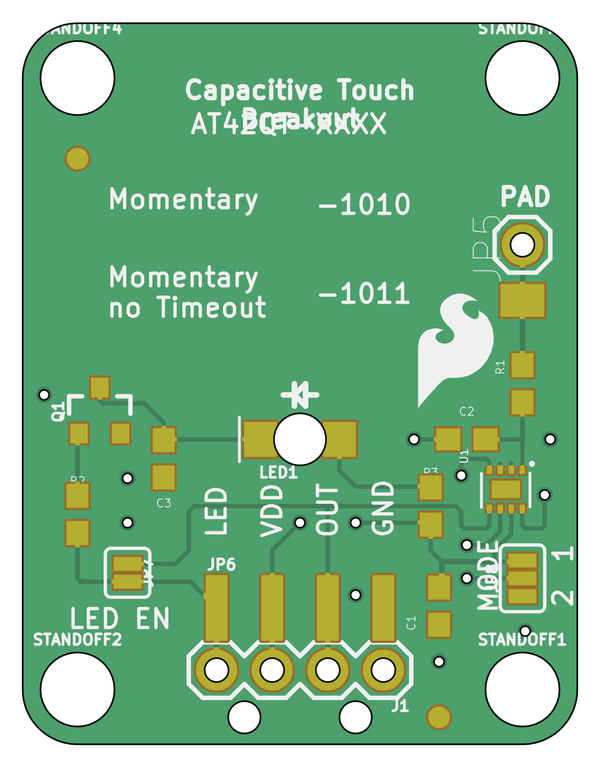 STANDOFF4
STANDOFF
Capacitive Touch
Breakout
AT42QT-XXXX
PAD
Momentary -1010
JP5
Momentary
no Timeout -1011
R1
C2
Q1
U1
LED1
R3
R2
C3
LED
VDD
OUT
GND
JP7
JP6
MODE
1
2
LED EN
C1
STANDOFF2
STANDOFF1
J1